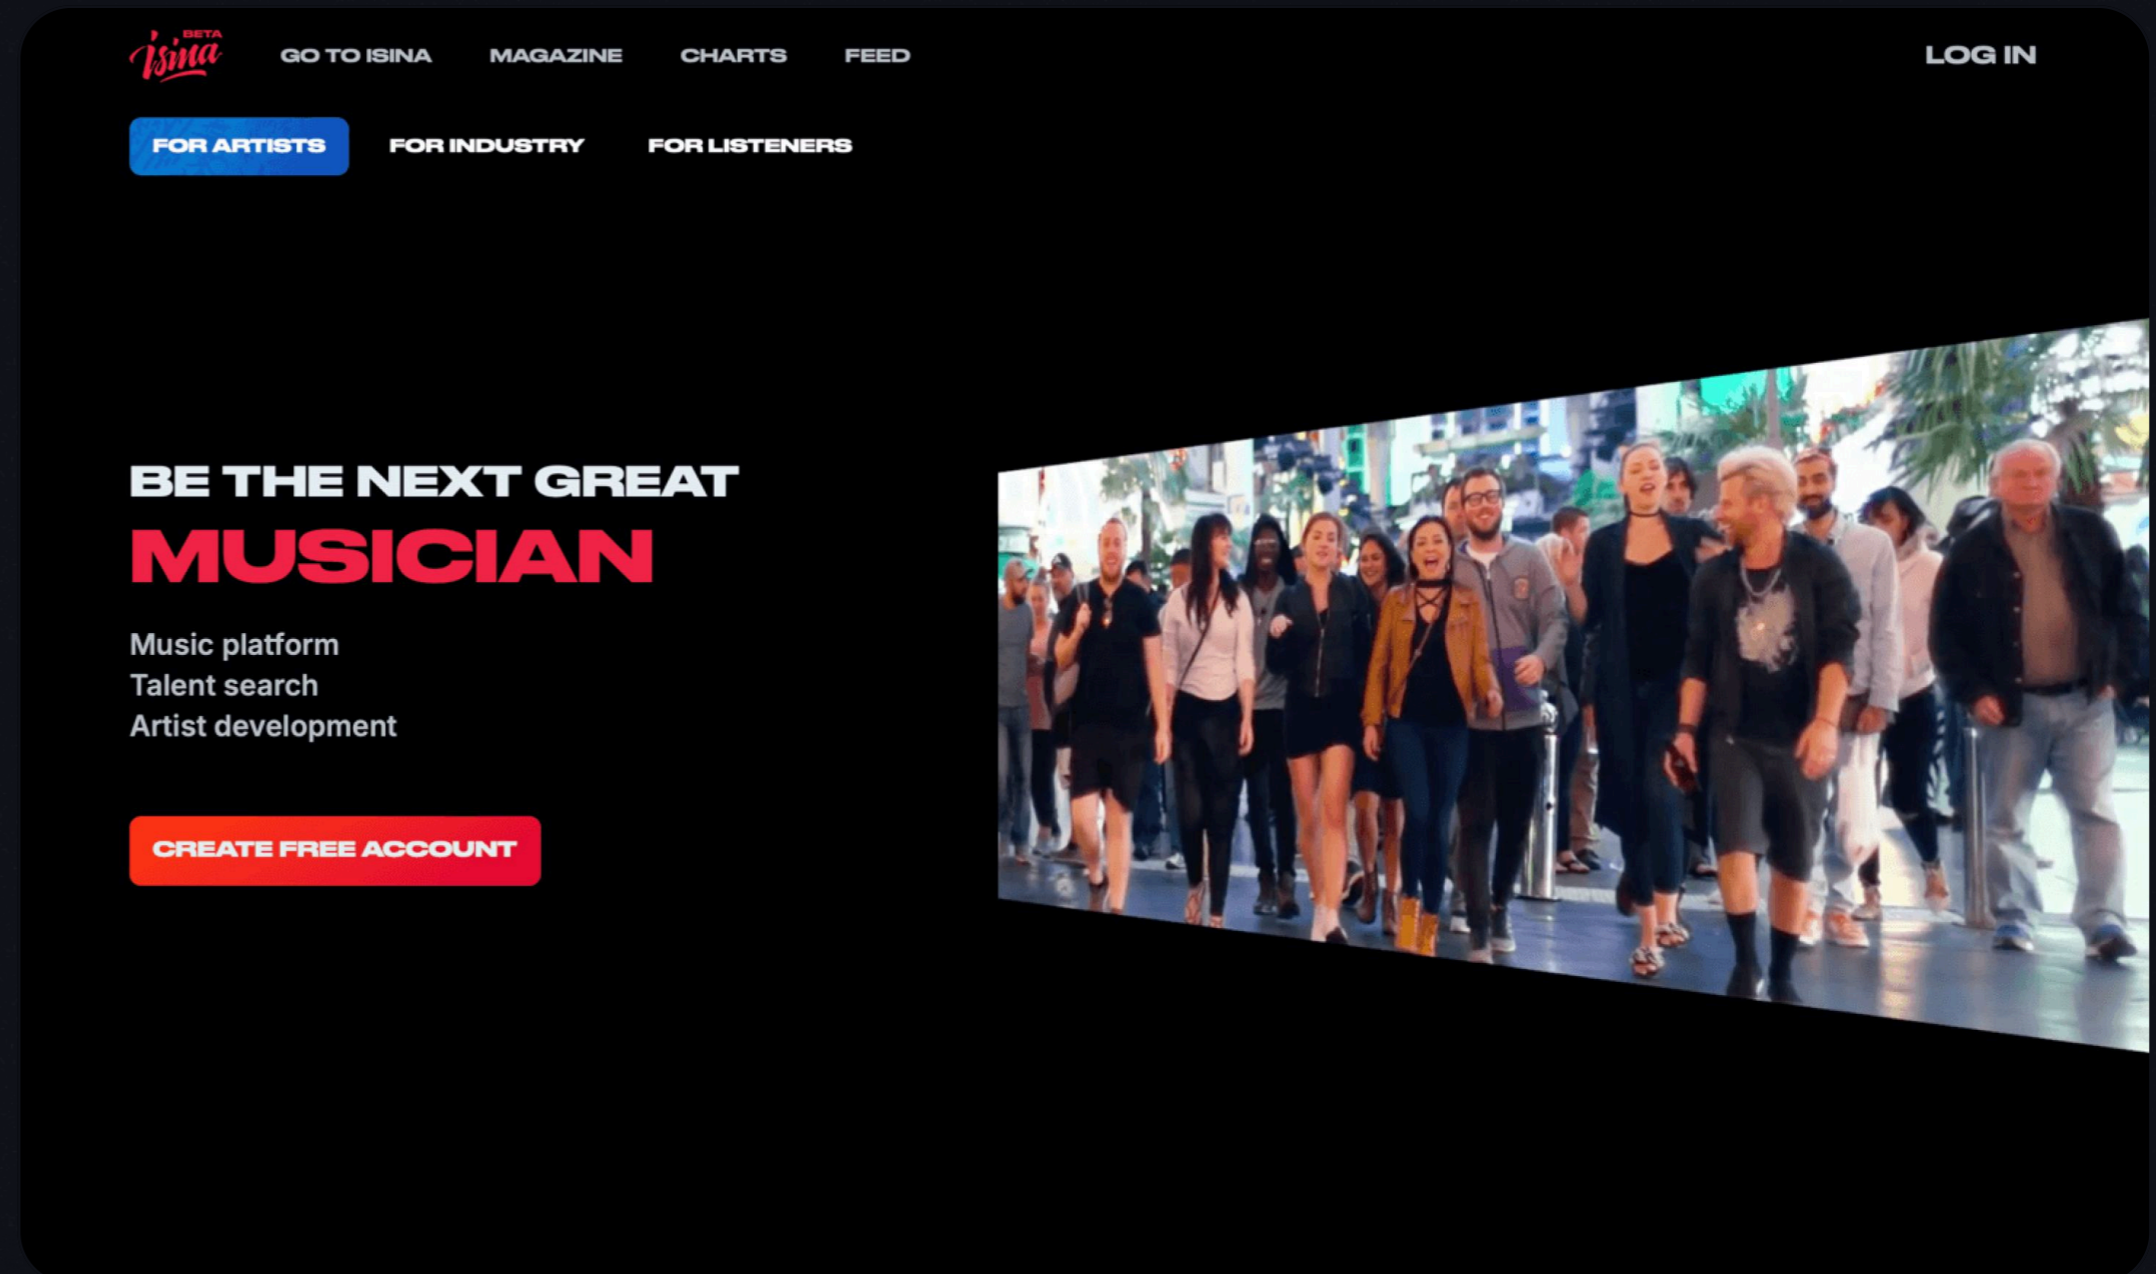 BETA
isina
GO TO ISINA
MAGAZINE
CHARTS
FEED
LOG IN
FOR ARTISTS
FOR INDUSTRY
FOR LISTENERS
BE THE NEXT GREAT
MUSICIAN
Music platform
Talent search
Artist development
CREATE FREE ACCOUNT